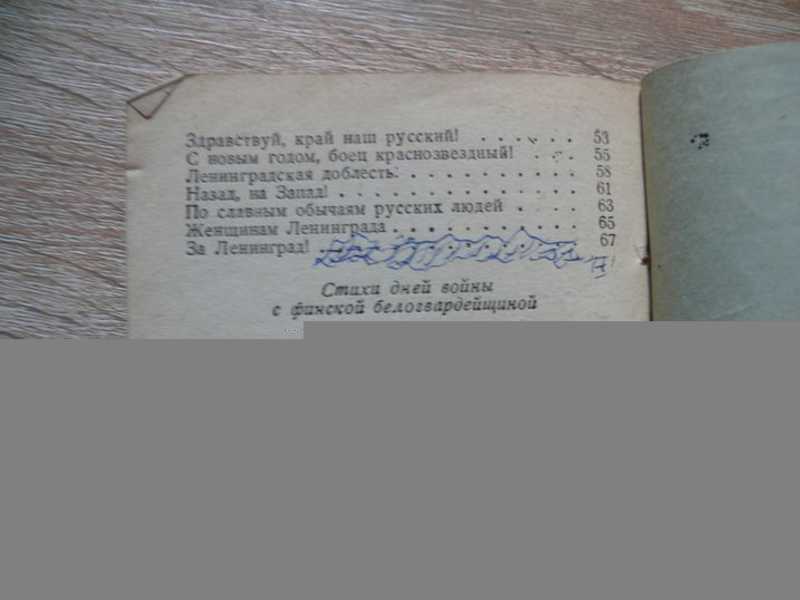 Здравствуй, край наш русский! . . . . . . 53
С новым годом, боец краснозвездный! . . . 55
Ленинградская доблесть . . . . . . . . . . 58
Назад, на Запад! . . . . . . . . . . . . . 61
По славным обычаям русских людей . . . . 63
Женщинам Ленинграда . . . . . . . . . . 65
За Ленинград! 67
Стихи дней войны
с финской белогвардейщиной